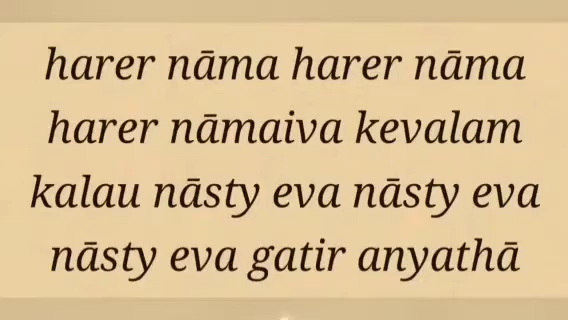 harer nāma harer nāma
harer nāmaiva kevalam
kalau nāsty eva nāsty eva
nāsty eva gatir anyathā